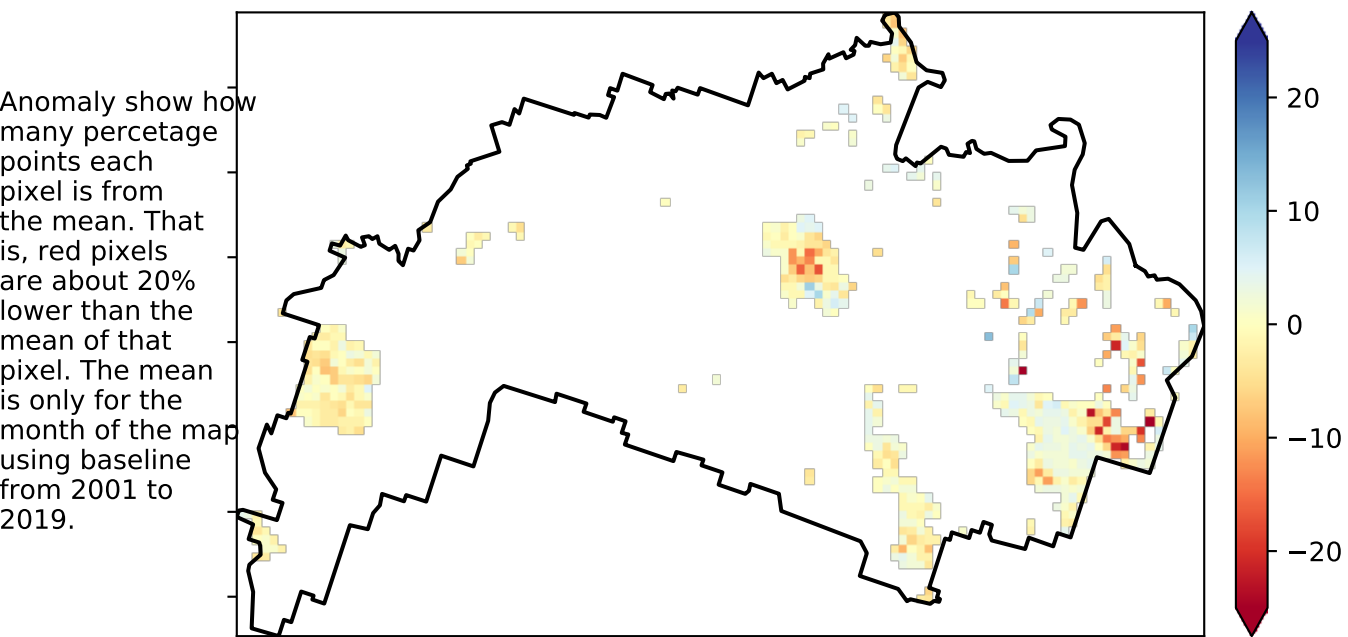 Anomaly show how
many percetage
points each
pixel is from
the mean. That
is, red pixels
are about 20%
lower than the
mean of that
pixel. The mean
is only for the
month of the map
using baseline
from 2001 to
2019.
20
10
0
−10
−20